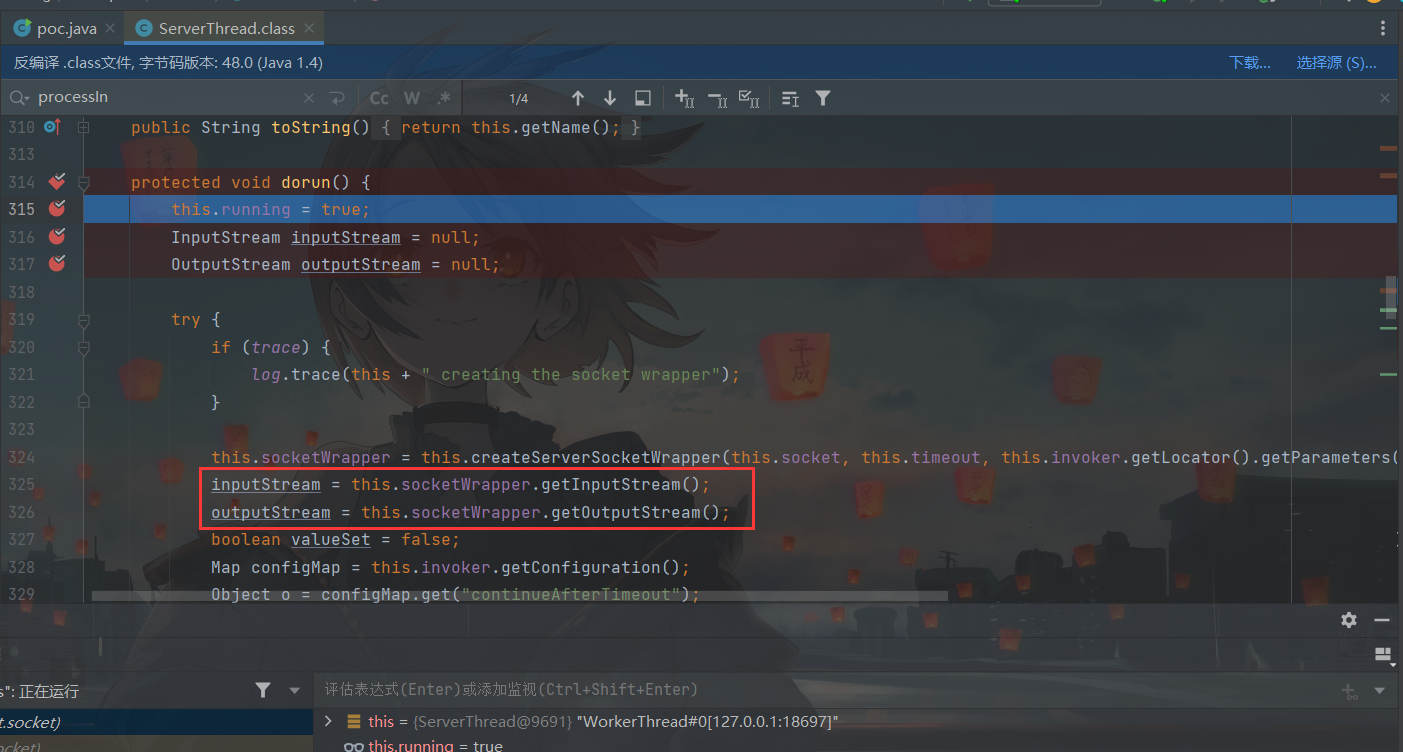 poc.java ServerThread.class
反编译 .class文件, 字节码版本: 48.0 (Java 1.4) 下载... 选择源 (S)...
processIn Cc W .* 1/4
310 public String toString() { return this.getName(); }
313
314 protected void dorun() {
315 this.running = true;
316 InputStream inputStream = null;
317 OutputStream outputStream = null;
318
319 try {
320 if (trace) {
321 log.trace(this + " creating the socket wrapper");
322 }
323
324 this.socketWrapper = this.createServerSocketWrapper(this.socket, this.timeout, this.invoker.getLocator().getParameters(
325 inputStream = this.socketWrapper.getInputStream();
326 outputStream = this.socketWrapper.getOutputStream();
327 boolean valueSet = false;
328 Map configMap = this.invoker.getConfiguration();
329 Object o = configMap.get("continueAfterTimeout");
平成
s": 正在运行 评估表达式(Enter)或添加监视(Ctrl+Shift+Enter)
t.socket) this = {ServerThread@9691} "WorkerThread#0[127.0.0.1:18697]"
ocket) this.running = true